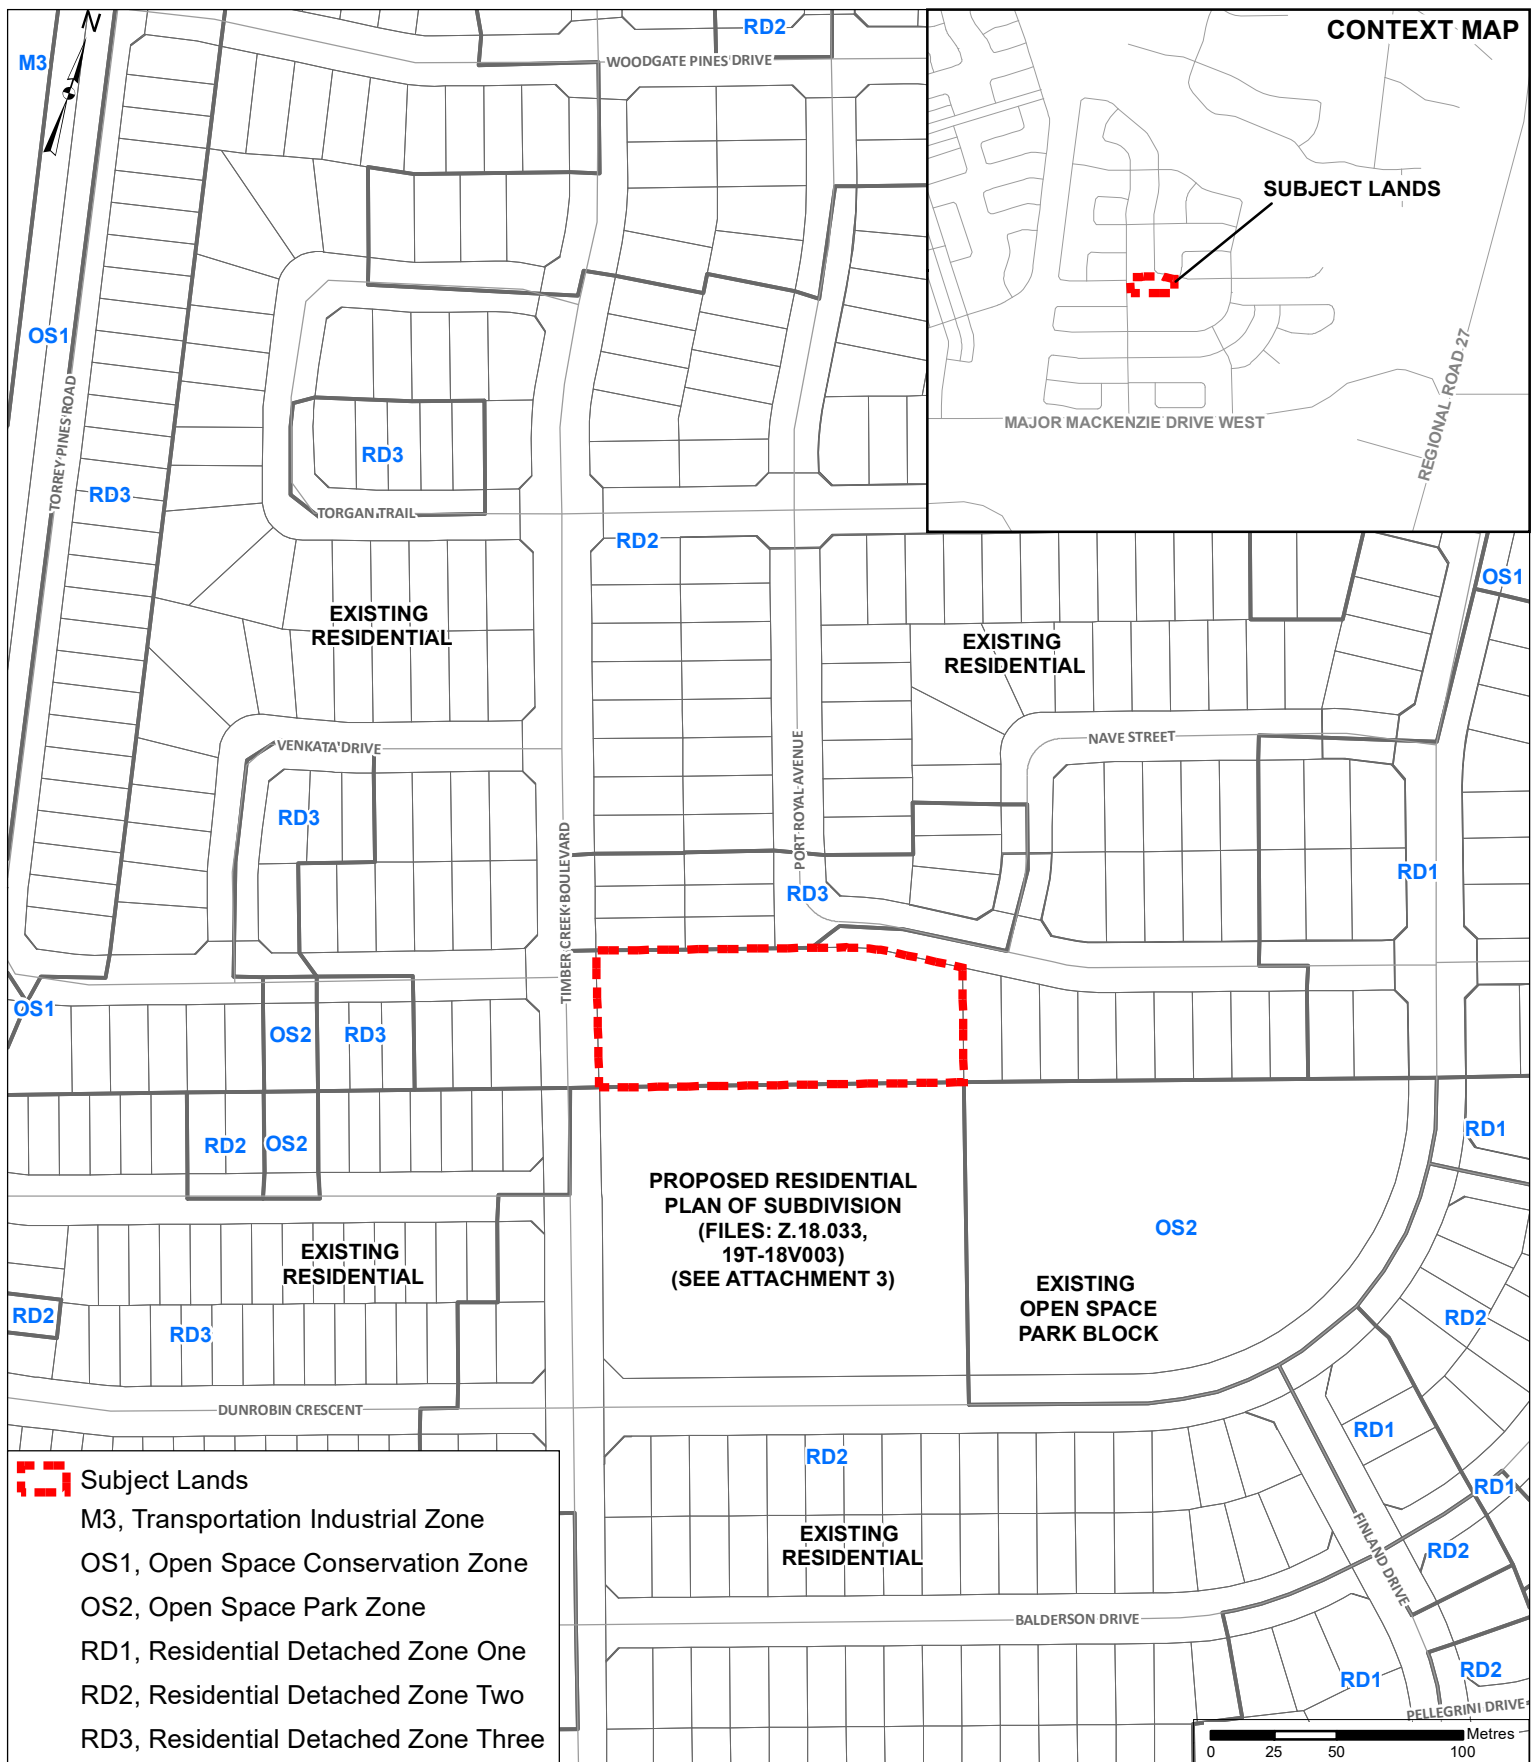 N
M3
RD2
WOODGATE PINES DRIVE
CONTEXT MAP
SUBJECT LANDS
MAJOR MACKENZIE DRIVE WEST
REGIONAL ROAD 27
OS1
TORREY PINES ROAD
RD3
RD3
TORGAN TRAIL
RD2
OS1
EXISTING
RESIDENTIAL
EXISTING
RESIDENTIAL
VENKATA DRIVE
PORT ROYAL AVENUE
NAVE STREET
RD3
TIMBER CREEK BOULEVARD
RD3
RD1
OS1
OS2
RD3
RD2
OS2
RD1
PROPOSED RESIDENTIAL
PLAN OF SUBDIVISION
(FILES: Z.18.033,
19T-18V003)
(SEE ATTACHMENT 3)
OS2
EXISTING
RESIDENTIAL
EXISTING
OPEN SPACE
PARK BLOCK
RD2
RD3
RD2
DUNROBIN CRESCENT
RD2
RD1
RD1
EXISTING
RESIDENTIAL
FINLAND DRIVE
RD2
BALDERSON DRIVE
RD1
RD2
PELLEGRINI DRIVE
Subject Lands
M3, Transportation Industrial Zone
OS1, Open Space Conservation Zone
OS2, Open Space Park Zone
RD1, Residential Detached Zone One
RD2, Residential Detached Zone Two
RD3, Residential Detached Zone Three
Metres
0 25 50 100